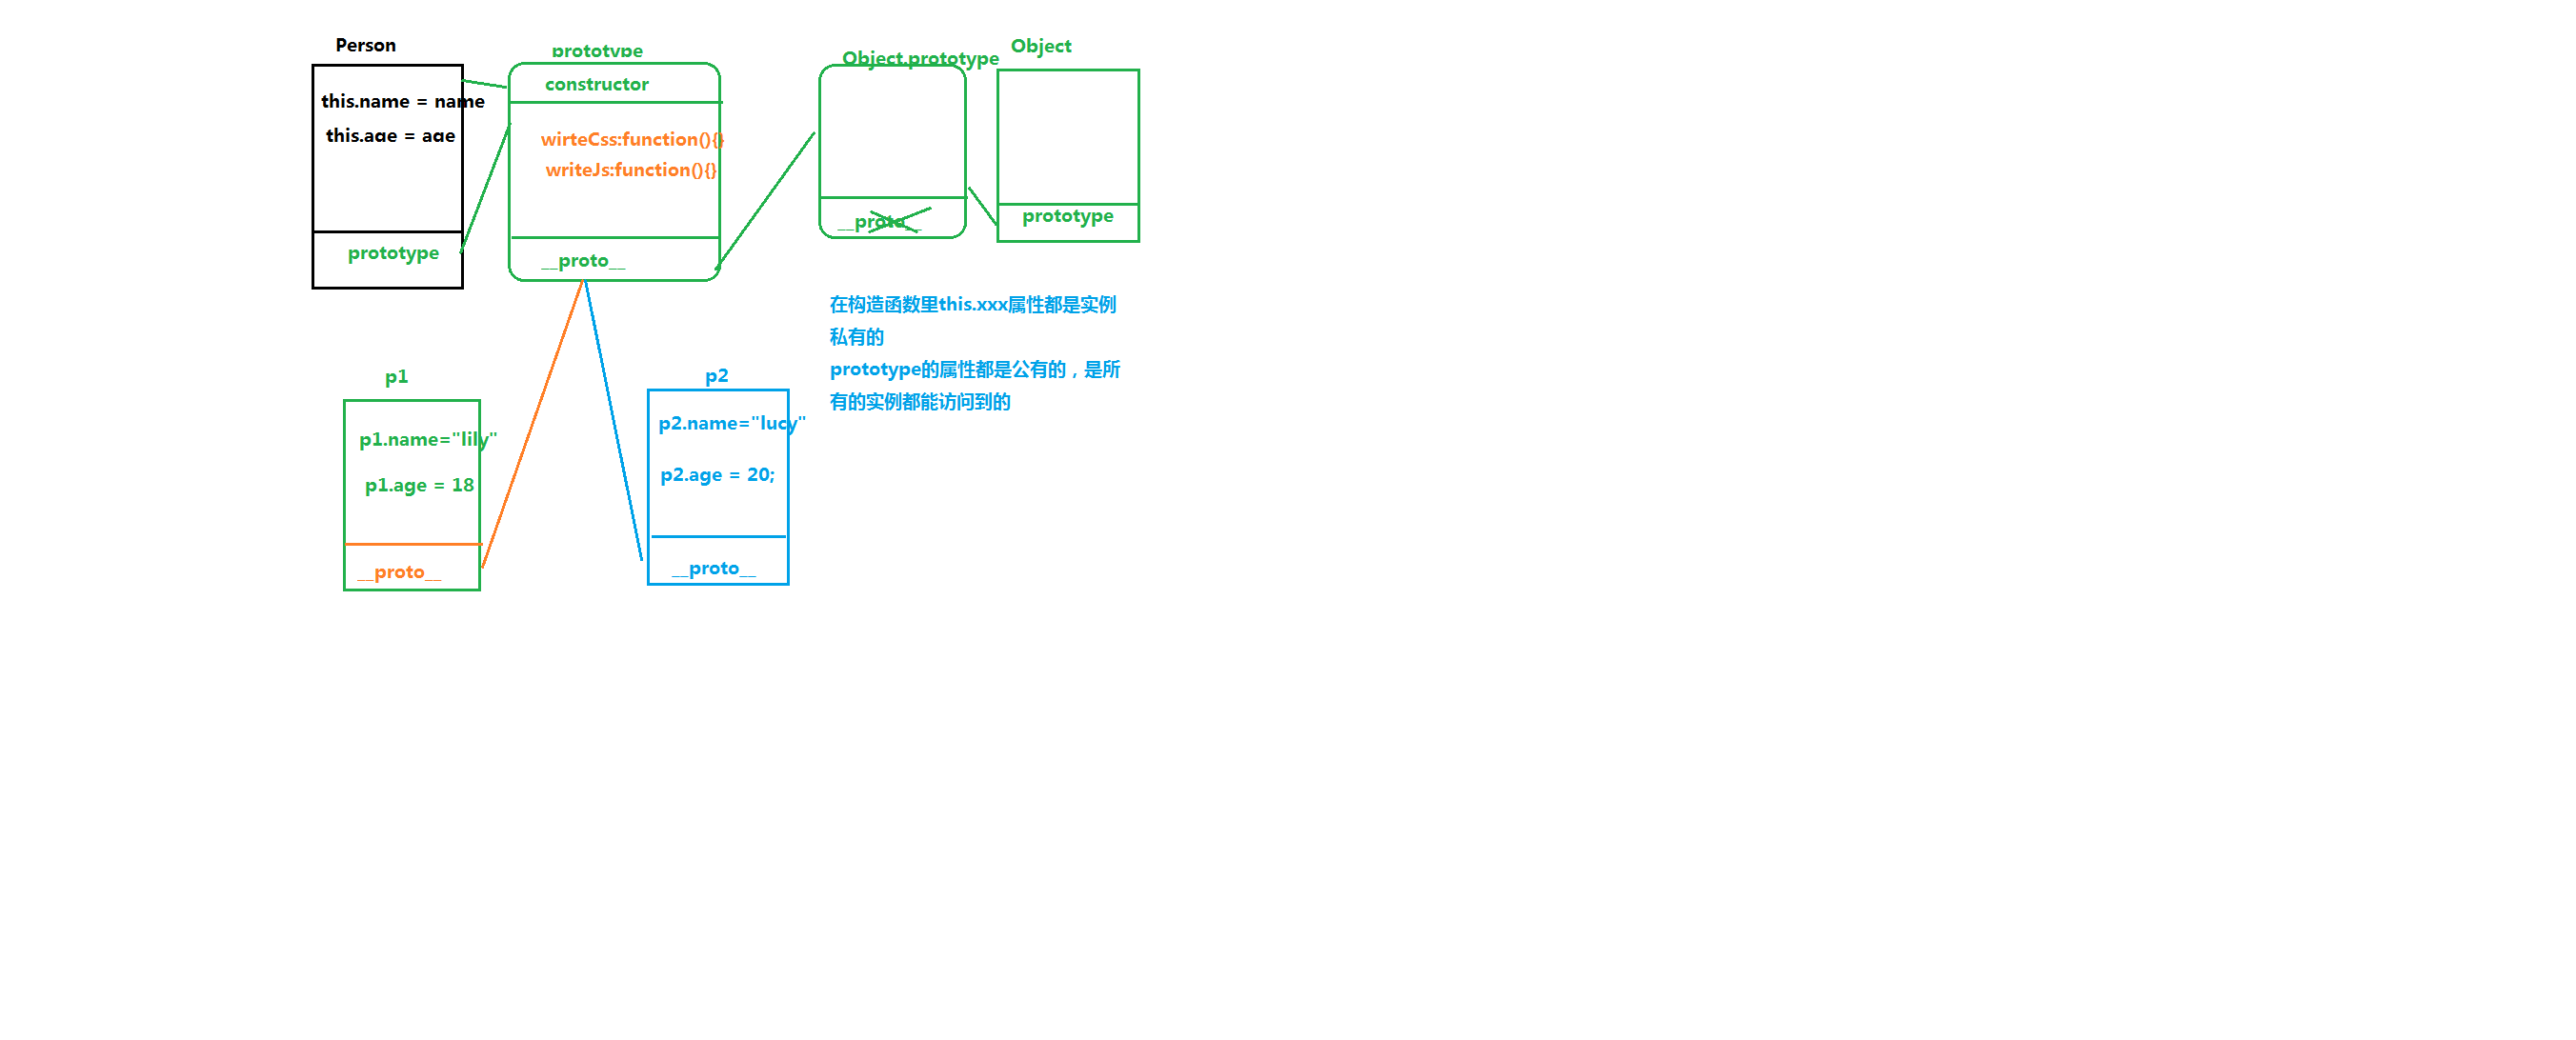 Person
this.name = name
this.age = age
prototype
prototype
constructor
wirteCss:function(){}
writeJs:function(){}
__proto__
Object.prototype
__proto__
Object
prototype
在构造函数里this.xxx属性都是实例
私有的
prototype的属性都是公有的，是所
有的实例都能访问到的
p1
p1.name="lily"
p1.age = 18
__proto__
p2
p2.name="lucy"
p2.age = 20;
__proto__